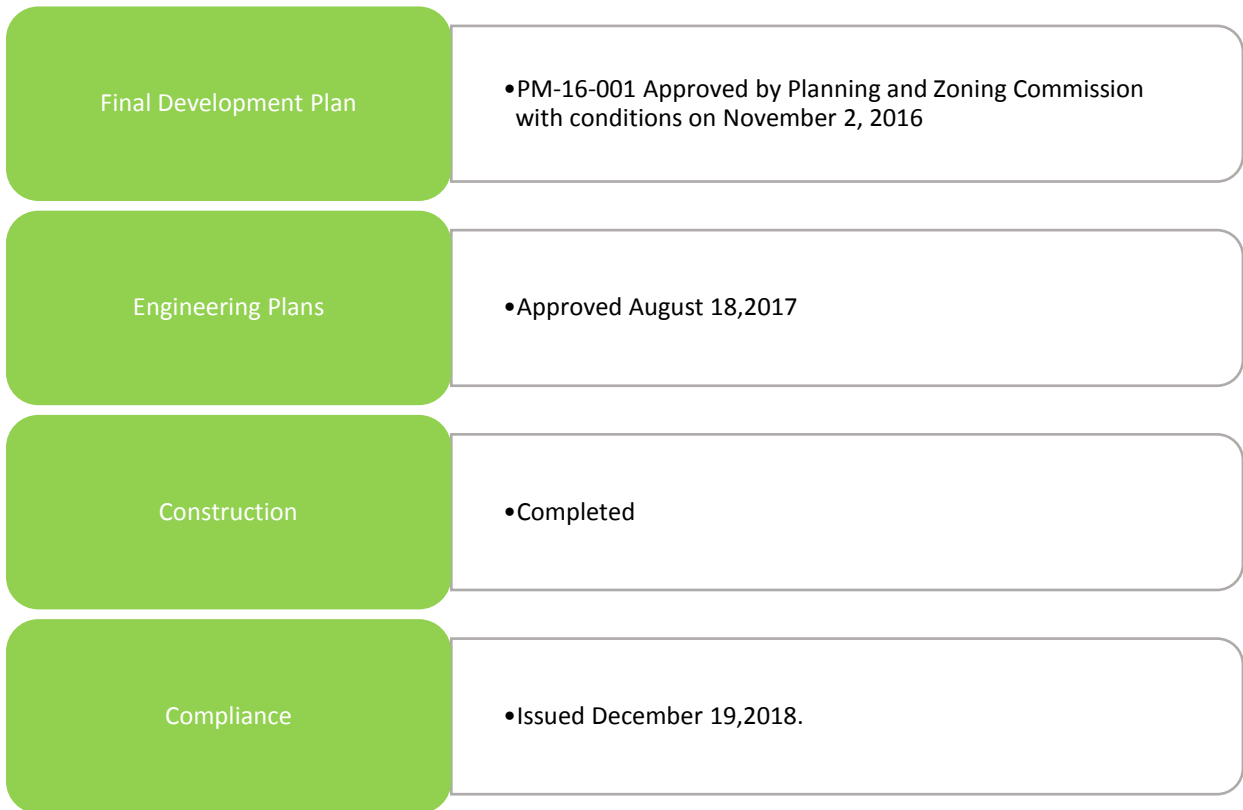 Final Development Plan
•PM-16-001 Approved by Planning and Zoning Commission
with conditions on November 2, 2016
Engineering Plans
•Approved August 18,2017
Construction
•Completed
Compliance
•Issued December 19,2018.